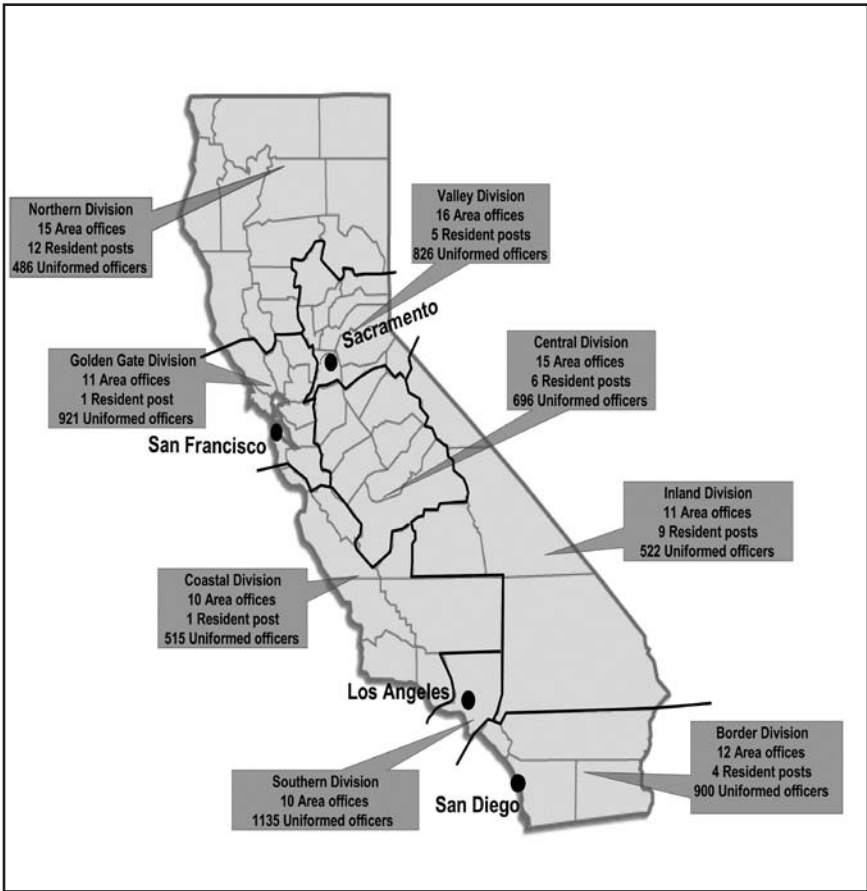 Northern Division
15 Area offices
12 Resident posts
486 Uniformed officers
Valley Division
16 Area offices
5 Resident posts
826 Uniformed officers
Sacramento
Golden Gate Division
11 Area offices
1 Resident post
921 Uniformed officers
Central Division
15 Area offices
6 Resident posts
696 Uniformed officers
San Francisco
Inland Division
11 Area offices
9 Resident posts
522 Uniformed officers
Coastal Division
10 Area offices
1 Resident post
515 Uniformed officers
Los Angeles
Border Division
12 Area offices
4 Resident posts
900 Uniformed officers
Southern Division
10 Area offices
1135 Uniformed officers
San Diego